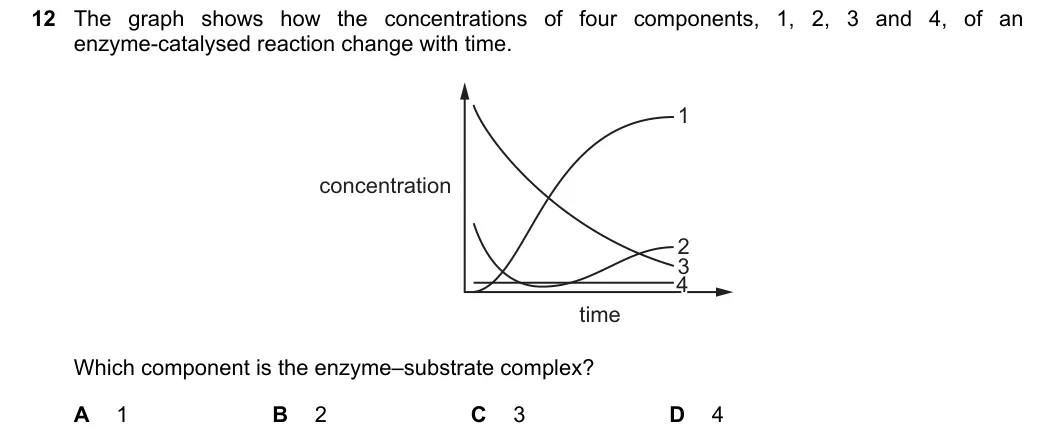 12 The graph shows how the concentrations of four components, 1, 2, 3 and 4, of an
enzyme-catalysed reaction change with time.
1
concentration
2
3
4
time
Which component is the enzyme–substrate complex?
A 1 B 2 C 3 D 4